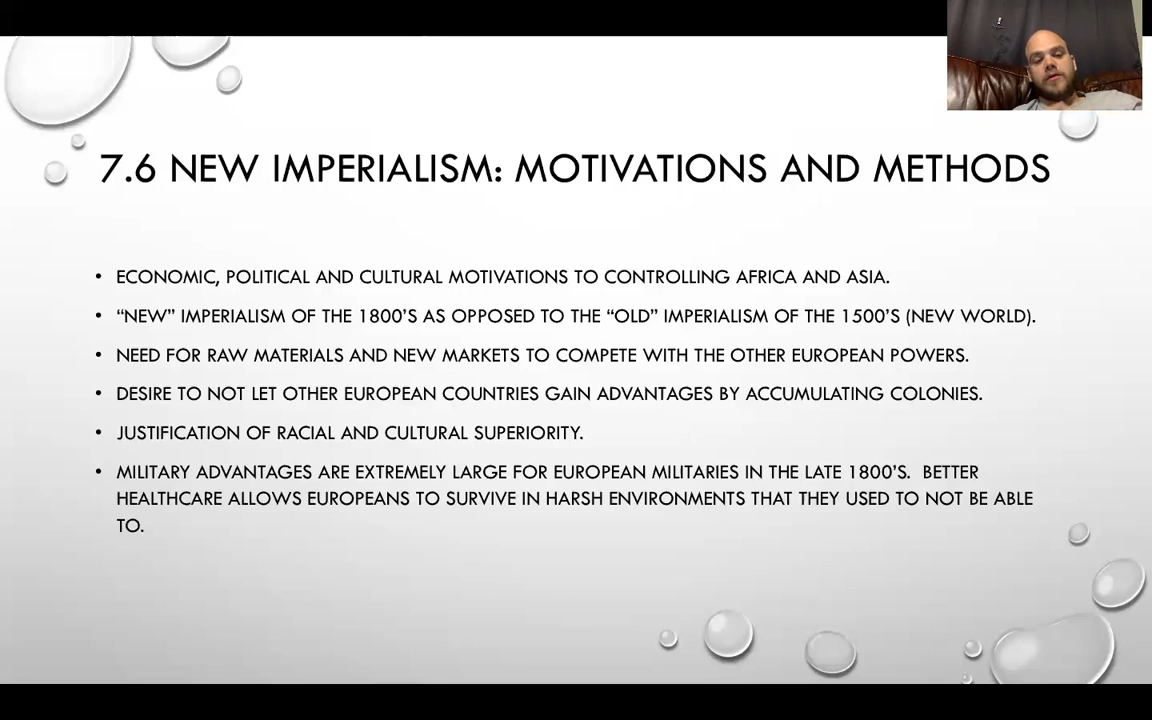 7.6 NEW IMPERIALISM: MOTIVATIONS AND METHODS
• ECONOMIC, POLITICAL AND CULTURAL MOTIVATIONS TO CONTROLLING AFRICA AND ASIA.
• “NEW” IMPERIALISM OF THE 1800’S AS OPPOSED TO THE “OLD” IMPERIALISM OF THE 1500’S (NEW WORLD).
• NEED FOR RAW MATERIALS AND NEW MARKETS TO COMPETE WITH THE OTHER EUROPEAN POWERS.
• DESIRE TO NOT LET OTHER EUROPEAN COUNTRIES GAIN ADVANTAGES BY ACCUMULATING COLONIES.
• JUSTIFICATION OF RACIAL AND CULTURAL SUPERIORITY.
• MILITARY ADVANTAGES ARE EXTREMELY LARGE FOR EUROPEAN MILITARIES IN THE LATE 1800’S.  BETTER
HEALTHCARE ALLOWS EUROPEANS TO SURVIVE IN HARSH ENVIRONMENTS THAT THEY USED TO NOT BE ABLE
TO.